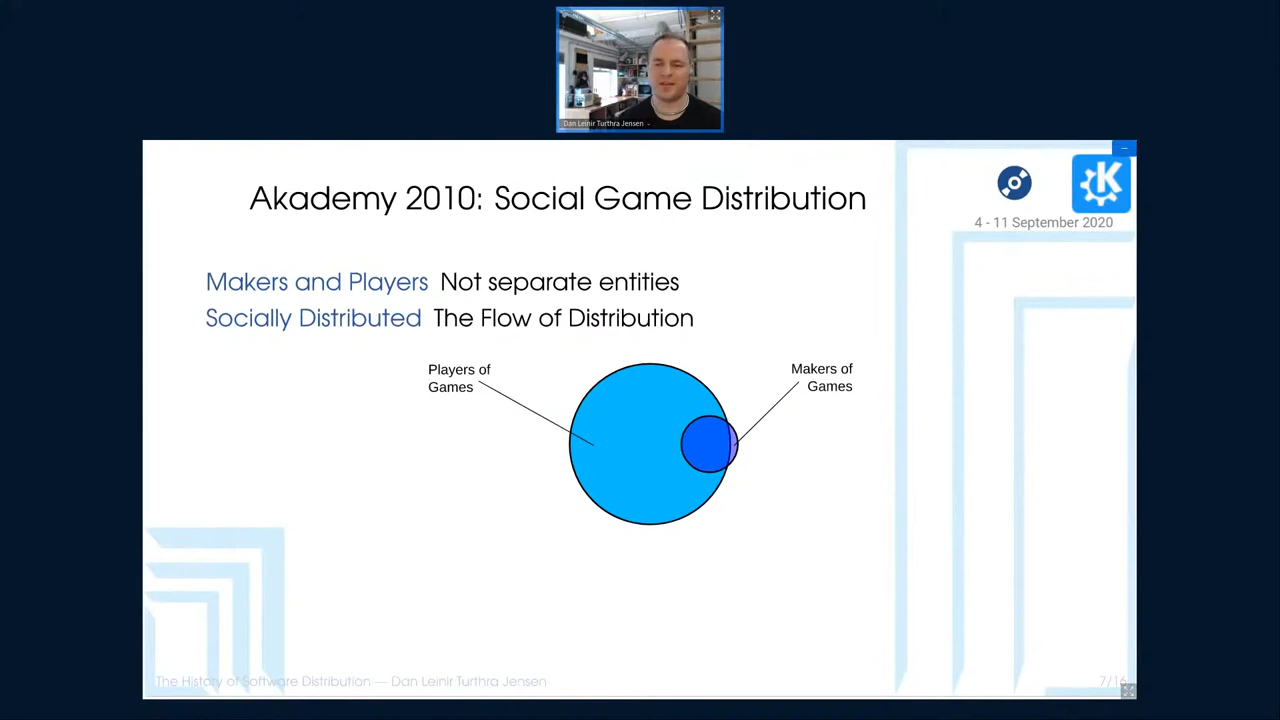 Dan Leinir Turthra Jensen
Akademy 2010: Social Game Distribution
4 - 11 September 2020
Makers and Players Not separate entities
Socially Distributed The Flow of Distribution
Players of
Games
Makers of
Games
The History of Software Distribution — Dan Leinir Turthra Jensen
7/16